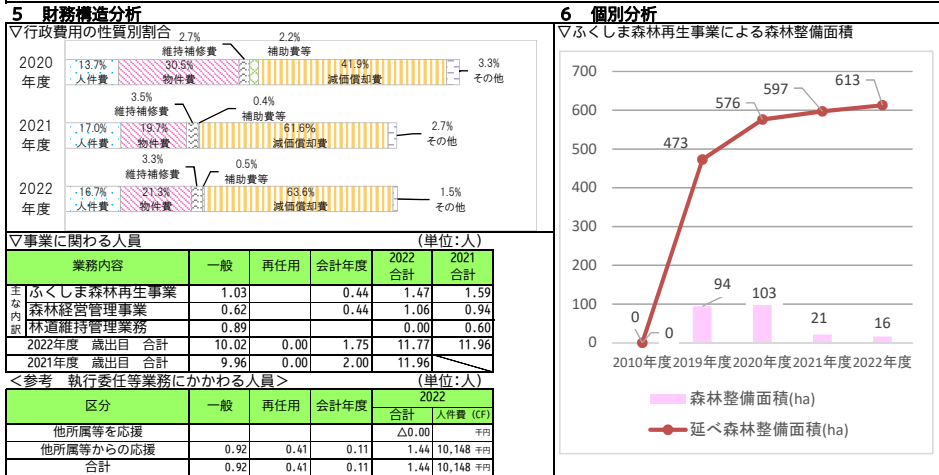 5 財務構造分析
▽行政費用の性質別割合
2020年度
13.7% 人件費
30.5% 物件費
2.7% 維持補修費
2.2% 補助費等
41.9% 減価償却費
3.3% その他
2021年度
17.0% 人件費
19.7% 物件費
3.5% 維持補修費
0.4% 補助費等
61.6% 減価償却費
2.7% その他
2022年度
16.7% 人件費
21.3% 物件費
3.3% 維持補修費
0.5% 補助費等
63.6% 減価償却費
1.5% その他
▽事業に関わる人員 (単位:人)
業務内容 一般 再任用 会計年度 2022合計 2021合計
主な内訳
ふくしま森林再生事業 1.03 0.44 1.47 1.59
森林経営管理事業 0.62 0.44 1.06 0.94
林道維持管理業務 0.89 0.00 0.60
2022年度 歳出目 合計 10.02 0.00 1.75 11.77 11.96
2021年度 歳出目 合計 9.96 0.00 2.00 11.96
<参考 執行委任等業務にかかわる人員> (単位:人)
区分 一般 再任用 会計年度 2022
合計 人件費(CF)
他所属等を応援 △0.00 千円
他所属等からの応援 0.92 0.41 0.11 1.44 10,148 千円
合計 0.92 0.41 0.11 1.44 10,148 千円
6 個別分析
▽ふくしま森林再生事業による森林整備面積
700
600
500
400
300
200
100
0
0 473 576 597 613
0 94 103 21 16
2010年度 2019年度 2020年度 2021年度 2022年度
森林整備面積(ha)
延べ森林整備面積(ha)